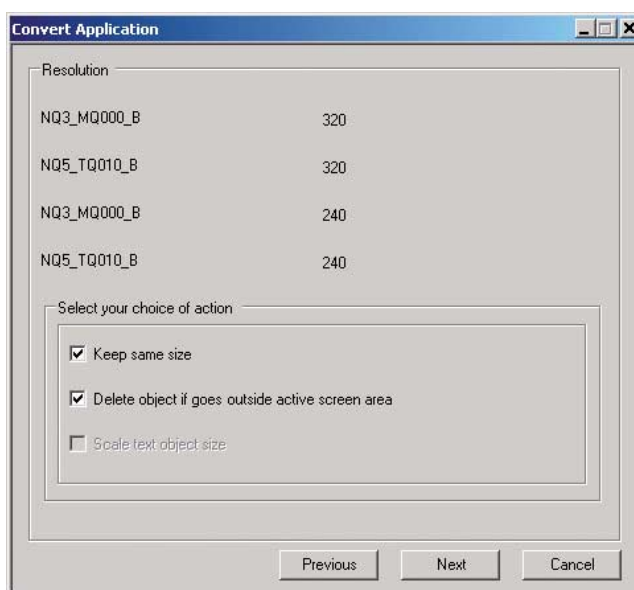 Convert Application
Resolution
NQ3_MQ000_B 320
NQ5_TQ010_B 320
NQ3_MQ000_B 240
NQ5_TQ010_B 240
Select your choice of action
Keep same size
Delete object if goes outside active screen area
Scale text object size
Previous Next Cancel